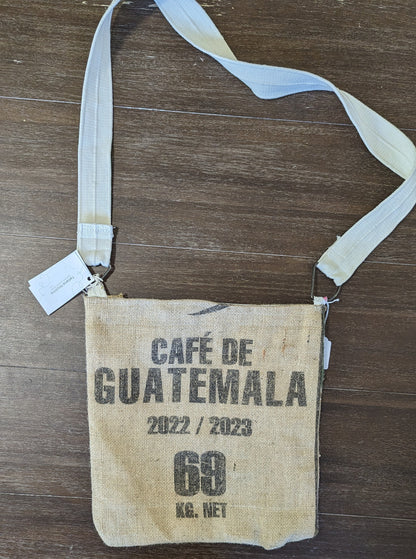 CAFÉ DE
GUATEMALA
2022 / 2023
69
KG. NET